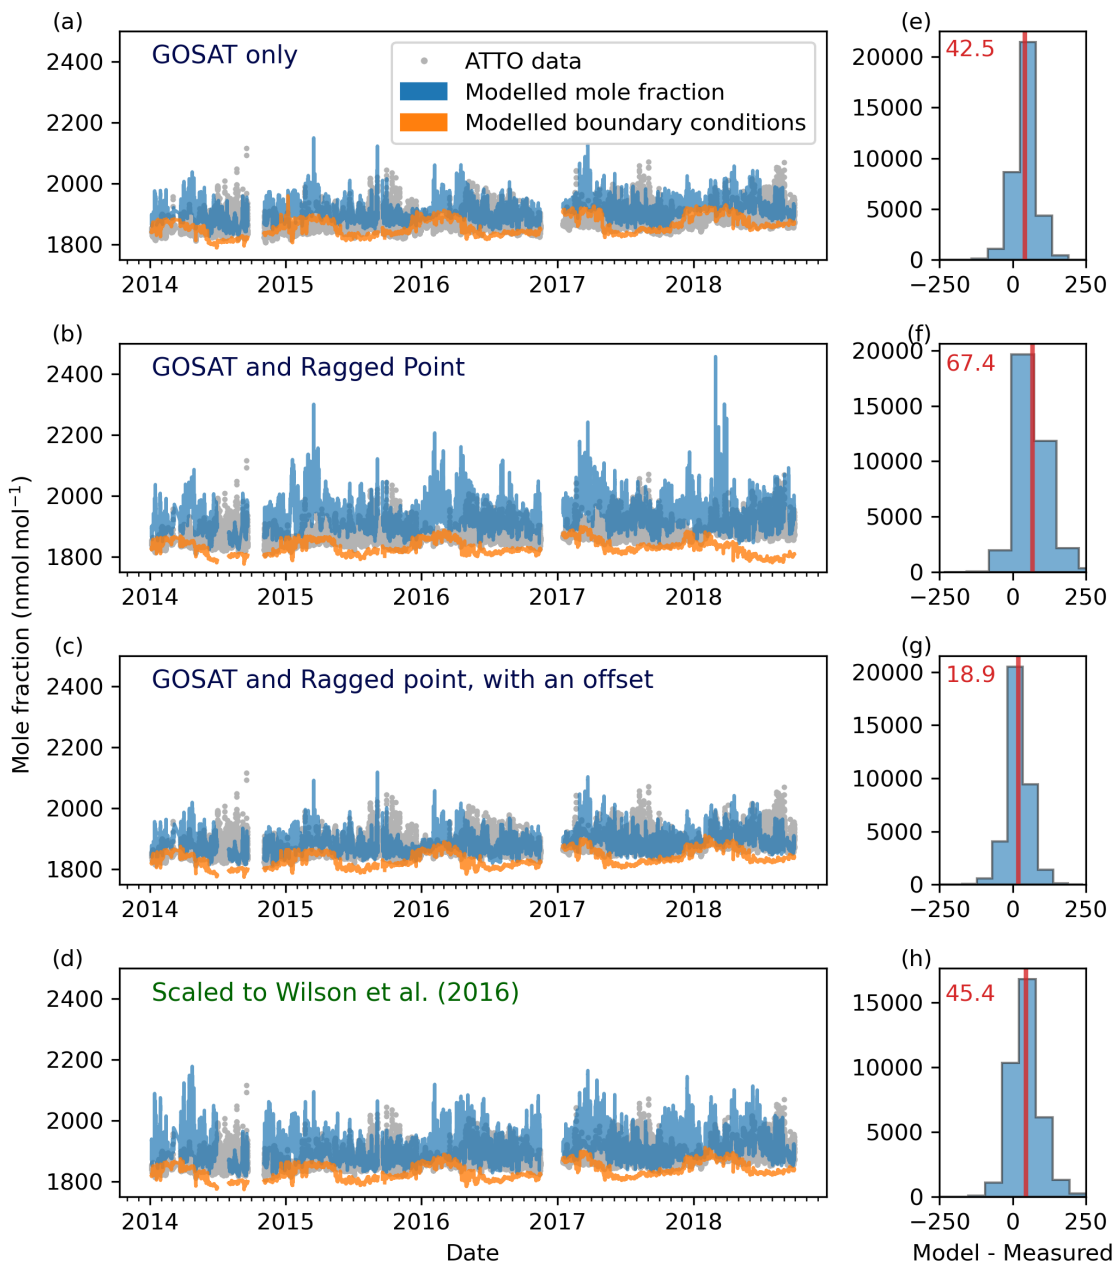 (a)
GOSAT only
ATTO data
Modelled mole fraction
Modelled boundary conditions
2400
2200
2000
1800
2014 2015 2016 2017 2018
(e)
42.5
20000
15000
10000
5000
0
−250 0 250
(b)
GOSAT and Ragged Point
2400
2200
2000
1800
2014 2015 2016 2017 2018
(f)
67.4
20000
15000
10000
5000
0
−250 0 250
Mole fraction (nmol mol⁻¹)
(c)
GOSAT and Ragged point, with an offset
2400
2200
2000
1800
2014 2015 2016 2017 2018
(g)
18.9
20000
15000
10000
5000
0
−250 0 250
(d)
Scaled to Wilson et al. (2016)
2400
2200
2000
1800
2014 2015 2016 2017 2018
Date
(h)
45.4
15000
10000
5000
0
−250 0 250
Model - Measured